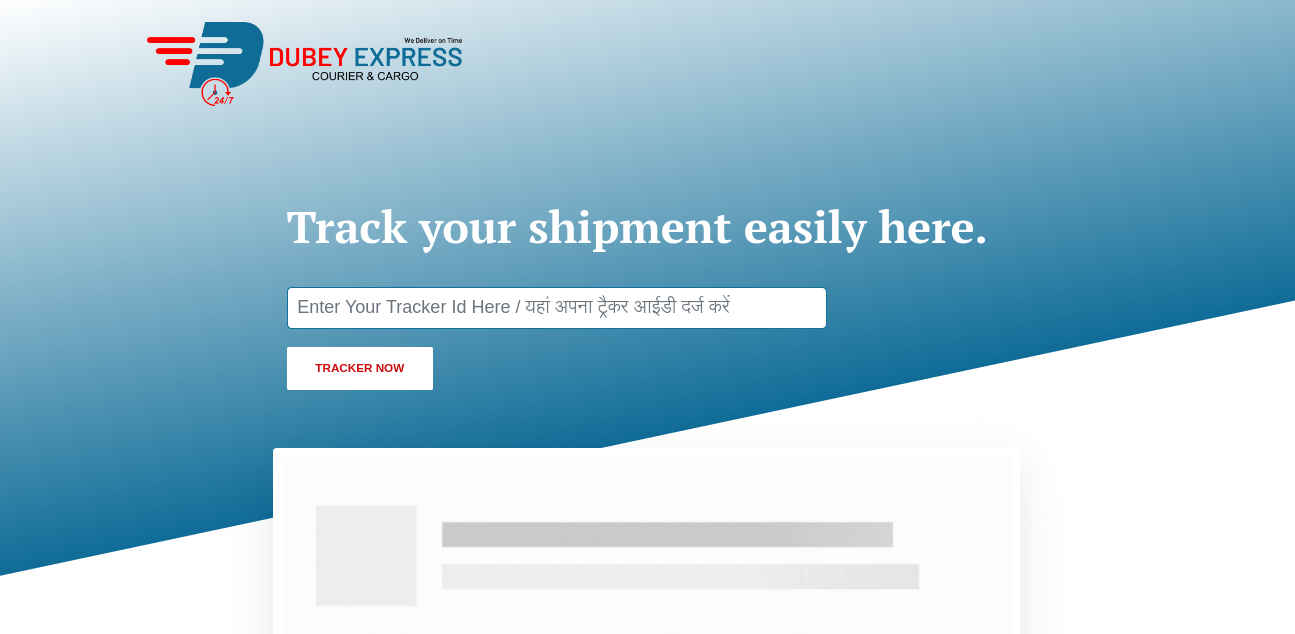 We Deliver on Time
DUBEY EXPRESS
COURIER & CARGO
24/7
Track your shipment easily here.
Enter Your Tracker Id Here / यहां अपना ट्रैकर आईडी दर्ज करें
TRACKER NOW